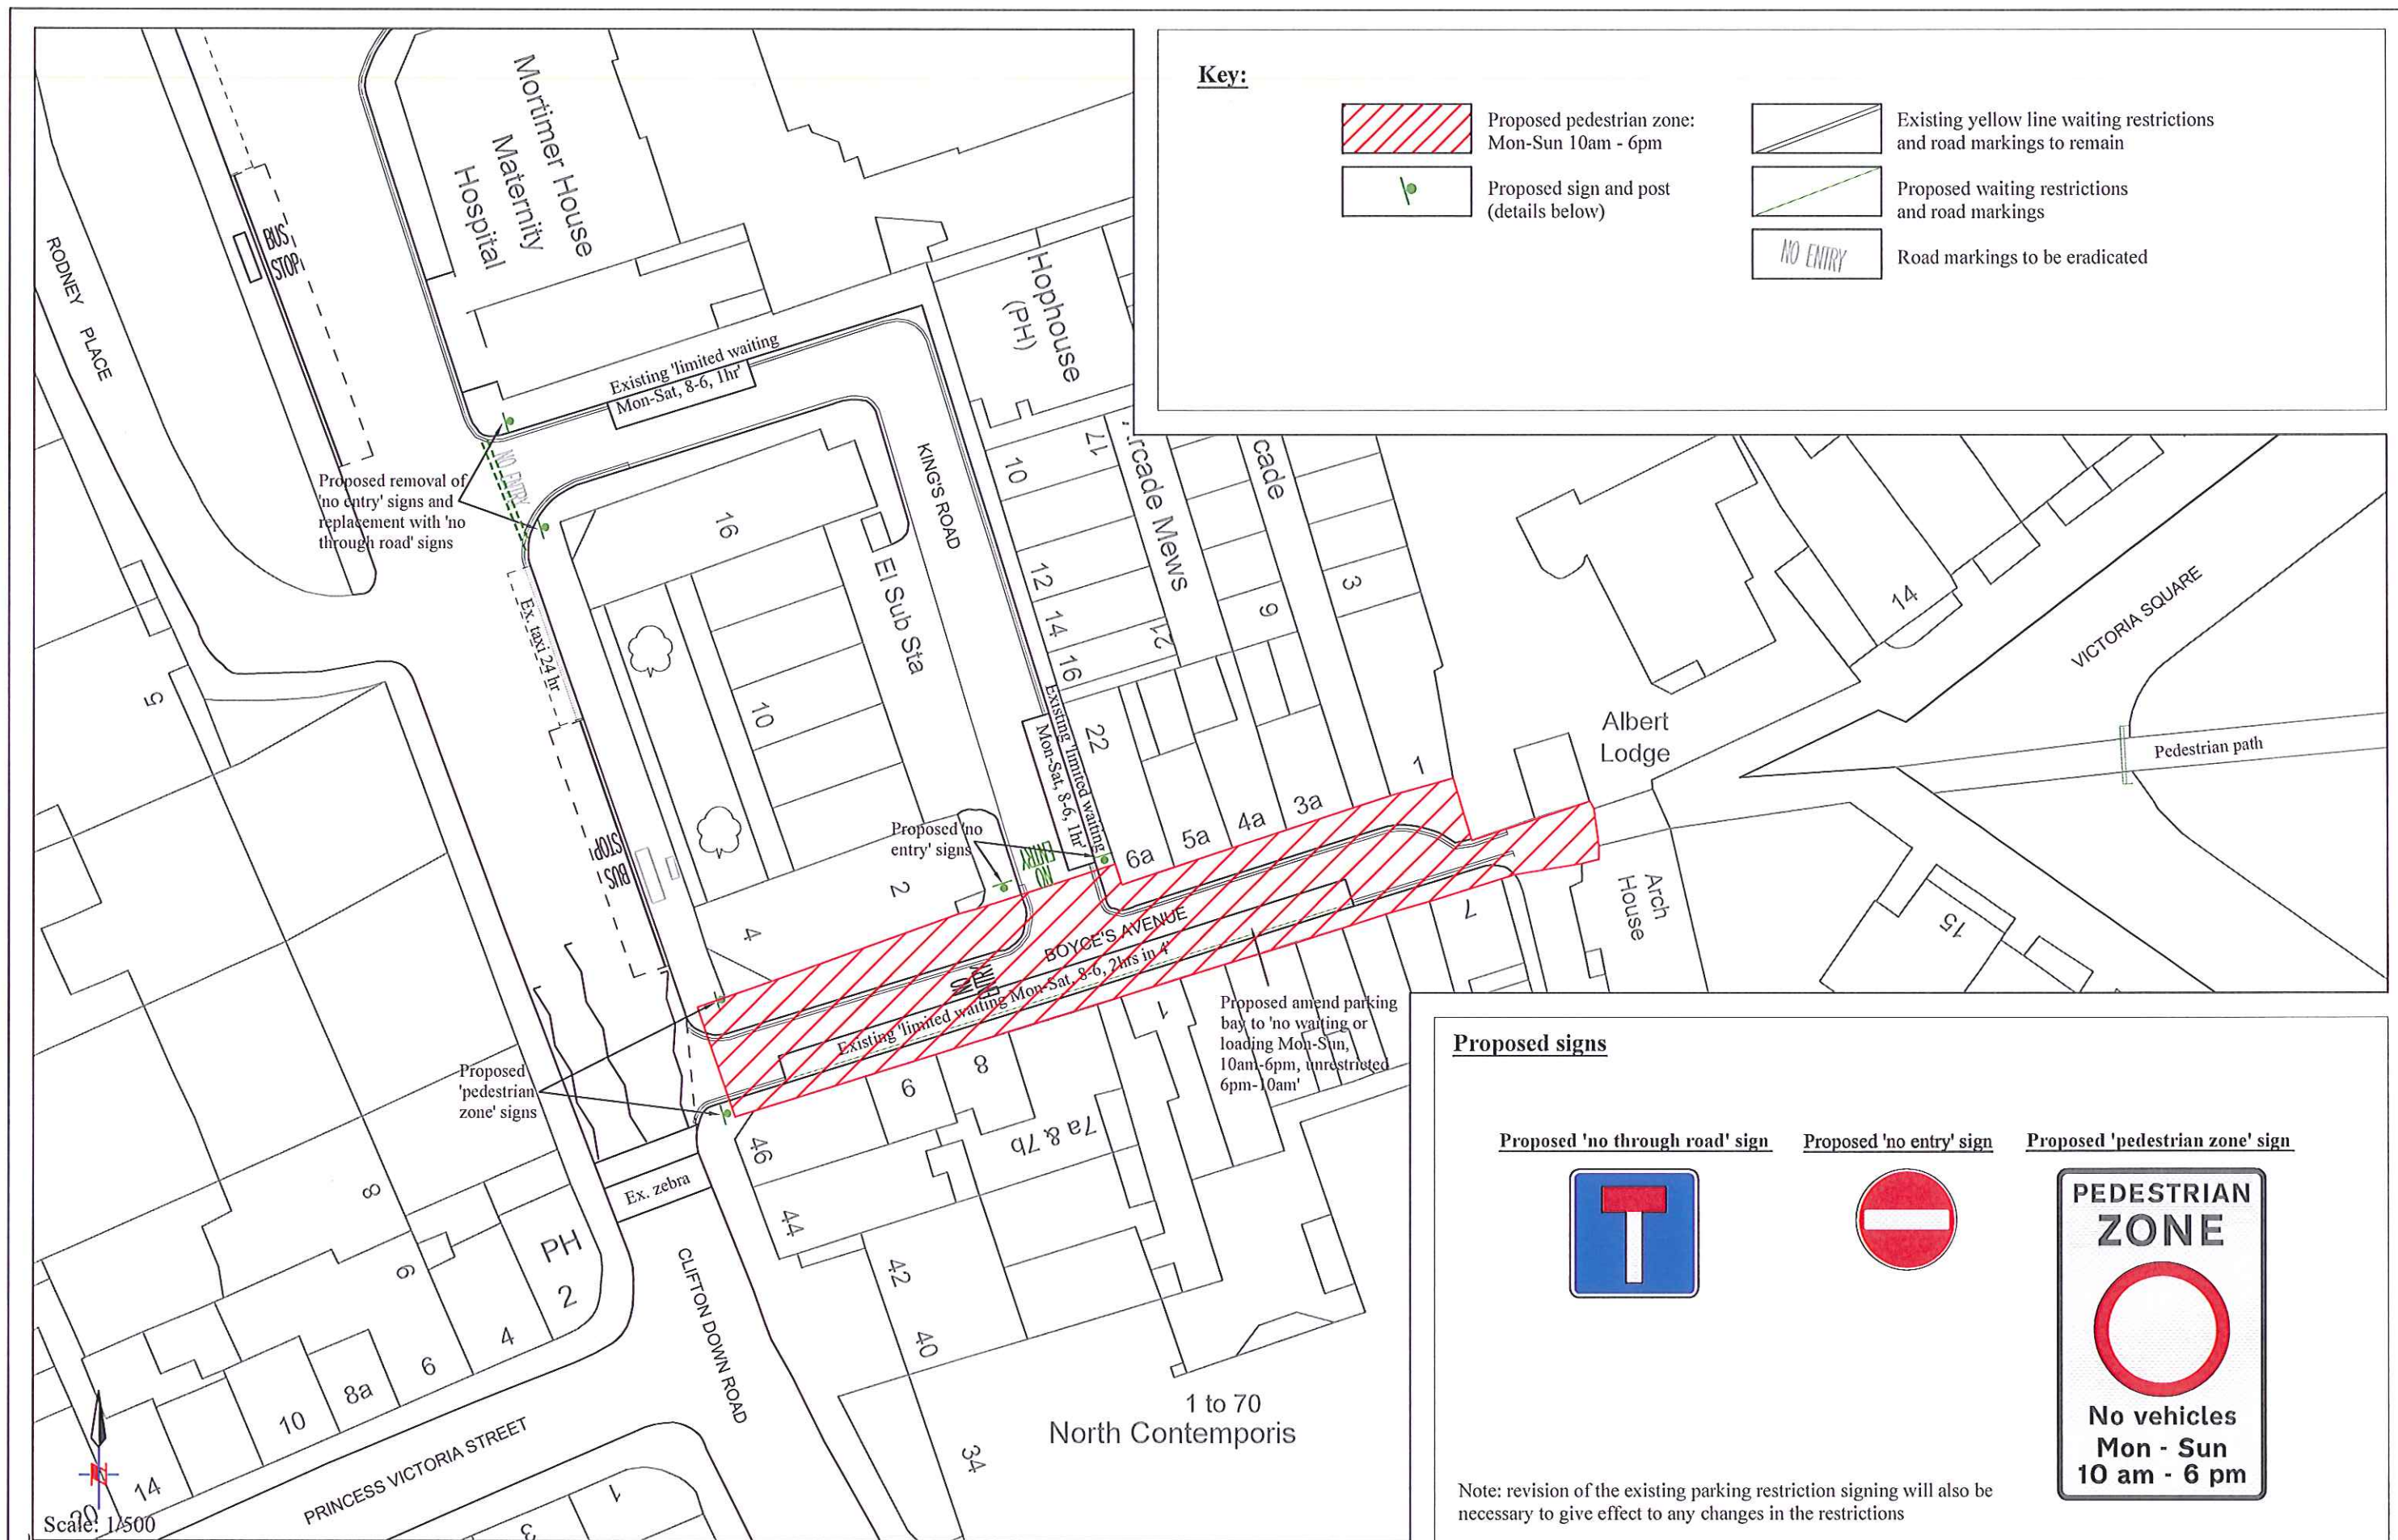 Key:
Proposed pedestrian zone:
Mon-Sun 10am - 6pm
Proposed sign and post
(details below)
Existing yellow line waiting restrictions
and road markings to remain
Proposed waiting restrictions
and road markings
NO ENTRY
Road markings to be eradicated
Mortimer House
Maternity
Hospital
RODNEY PLACE
BUS
STOP
Hophouse
(PH)
Existing 'limited waiting
Mon-Sat, 8-6, 1hr'
KING'S ROAD
NO ENTRY
Proposed removal of
'no entry' signs and
replacement with 'no
through road' signs
16
10
17
rcade Mews
cade
12
14
16
21
9
3
El Sub Sta
Ex. taxi 24 hr
5
10
22
Existing 'limited waiting
Mon-Sat, 8-6, 1hr'
14
VICTORIA SQUARE
Albert
Lodge
Pedestrian path
1
3a
4a
5a
6a
Proposed 'no
entry' signs
NO
ENTRY
BUS
STOP
2
4
BOYCE'S AVENUE
NO
ENTRY
Existing 'limited waiting Mon-Sat, 8-6, 2hrs in 4'
7
Arch
House
15
Proposed amend parking
bay to 'no waiting or
loading Mon-Sun,
10am-6pm, unrestricted
6pm-10am'
1
8
6
7a & 7b
Proposed
'pedestrian
zone' signs
46
44
42
40
34
Ex. zebra
CLIFTON DOWN ROAD
8
6
PH
2
4
6
8a
10
14
20
PRINCESS VICTORIA STREET
1
3
1 to 70
North Contemporis
N
Scale: 1/500
Proposed signs
Proposed 'no through road' sign
Proposed 'no entry' sign
Proposed 'pedestrian zone' sign
PEDESTRIAN
ZONE
No vehicles
Mon - Sun
10 am - 6 pm
Note: revision of the existing parking restriction signing will also be
necessary to give effect to any changes in the restrictions